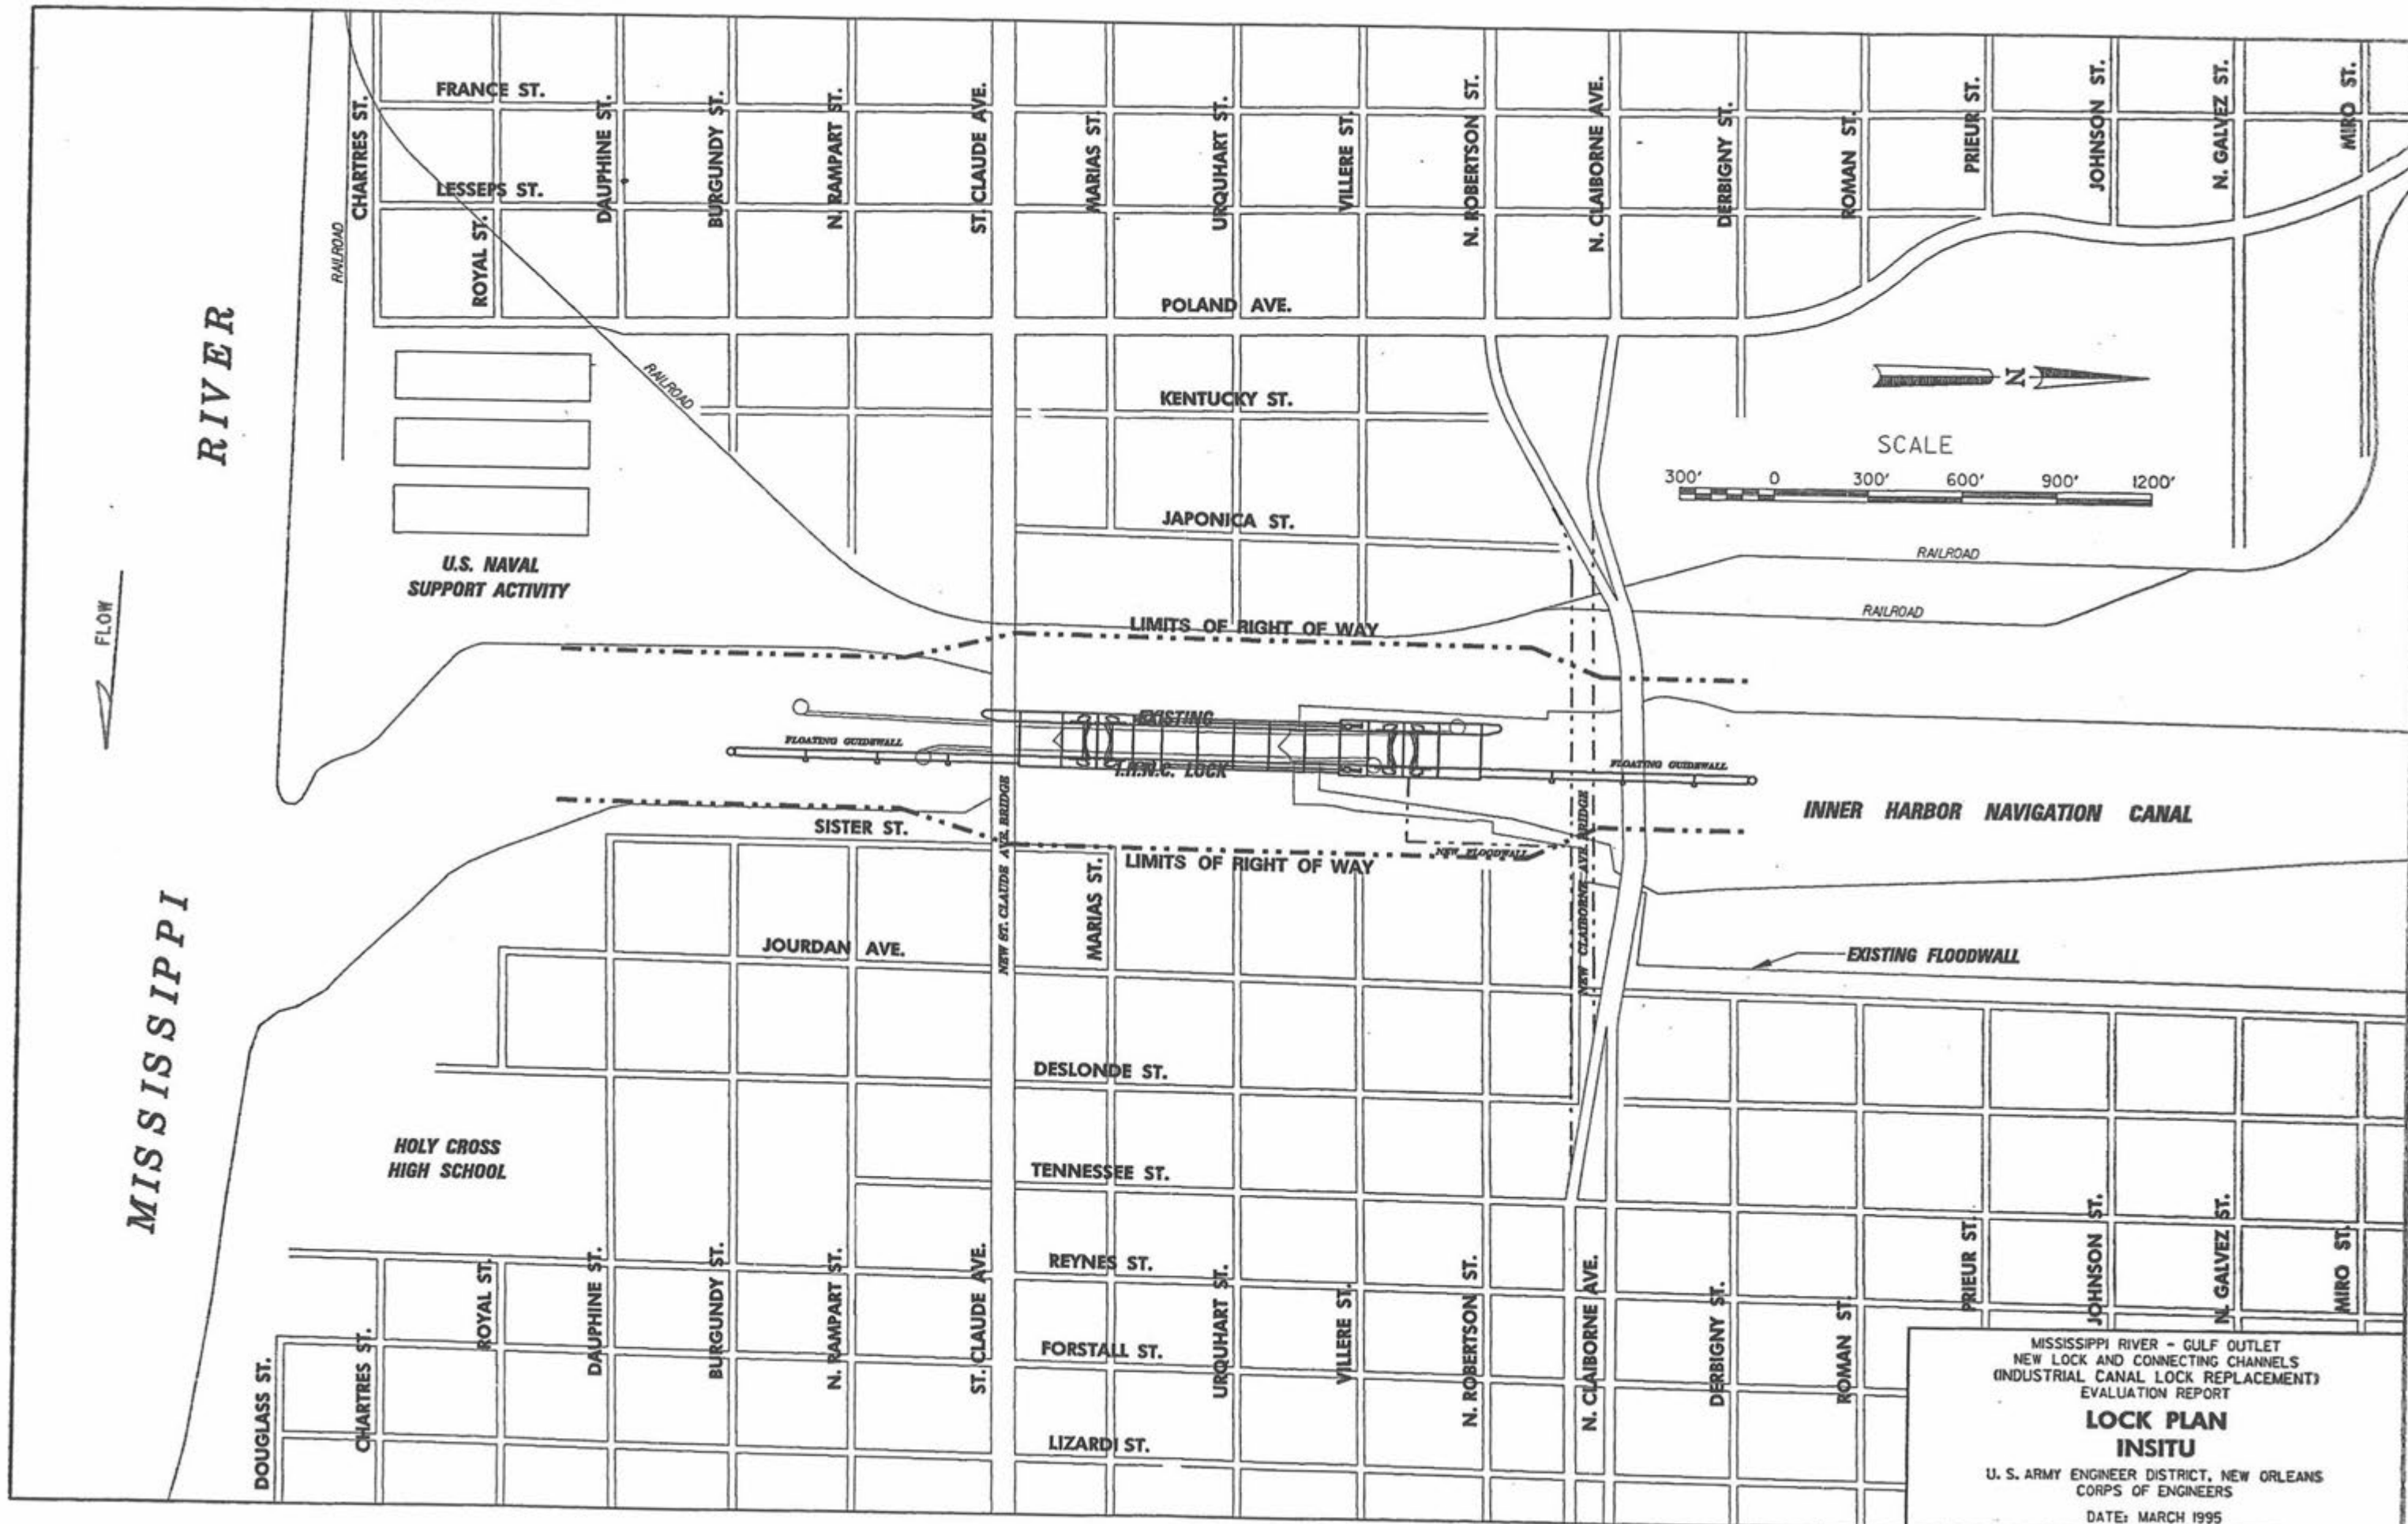 FRANCE ST.
LESSEPS ST.
CHARTRES ST.
ROYAL ST.
DAUPHINE ST.
BURGUNDY ST.
N. RAMPART ST.
ST. CLAUDE AVE.
MARIAS ST.
URQUHART ST.
VILLERE ST.
N. ROBERTSON ST.
N. CLAIBORNE AVE.
DERBIGNY ST.
ROMAN ST.
PRIEUR ST.
JOHNSON ST.
N. GALVEZ ST.
MIRO ST.
RAILROAD
POLAND AVE.
RAILROAD
KENTUCKY ST.
N
SCALE
300' 0 300' 600' 900' 1200'
JAPONICA ST.
RAILROAD
RAILROAD
U.S. NAVAL
SUPPORT ACTIVITY
FLOW
MISSISSIPPI RIVER
LIMITS OF RIGHT OF WAY
EXISTING
I.H.N.C. LOCK
FLOATING GUIDEWALL
FLOATING GUIDEWALL
INNER HARBOR NAVIGATION CANAL
SISTER ST.
NEW ST. CLAUDE AVE. BRIDGE
LIMITS OF RIGHT OF WAY
NEW FLOODWALL
NEW CLAIBORNE AVE. BRIDGE
MARIAS ST.
JOURDAN AVE.
EXISTING FLOODWALL
DESLONDE ST.
HOLY CROSS
HIGH SCHOOL
TENNESSEE ST.
REYNES ST.
FORSTALL ST.
LIZARDI ST.
DOUGLASS ST.
CHARTRES ST.
ROYAL ST.
DAUPHINE ST.
BURGUNDY ST.
N. RAMPART ST.
ST. CLAUDE AVE.
URQUHART ST.
VILLERE ST.
N. ROBERTSON ST.
N. CLAIBORNE AVE.
DERBIGNY ST.
ROMAN ST.
PRIEUR ST.
JOHNSON ST.
N. GALVEZ ST.
MIRO ST.
MISSISSIPPI RIVER - GULF OUTLET
NEW LOCK AND CONNECTING CHANNELS
(INDUSTRIAL CANAL LOCK REPLACEMENT)
EVALUATION REPORT
LOCK PLAN
INSITU
U. S. ARMY ENGINEER DISTRICT, NEW ORLEANS
CORPS OF ENGINEERS
DATE: MARCH 1995